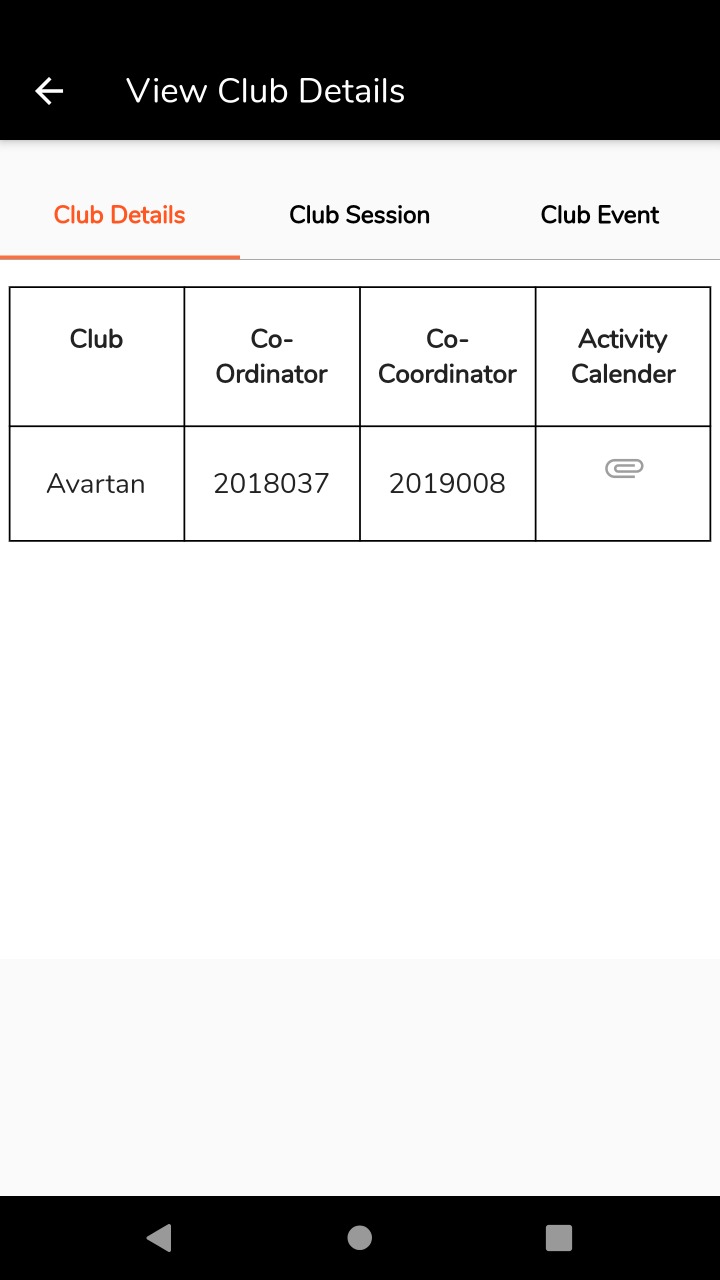 View Club Details
Club Details Club Session Club Event
Club Co- Co- Activity
Ordinator Coordinator Calender
Avartan 2018037 2019008